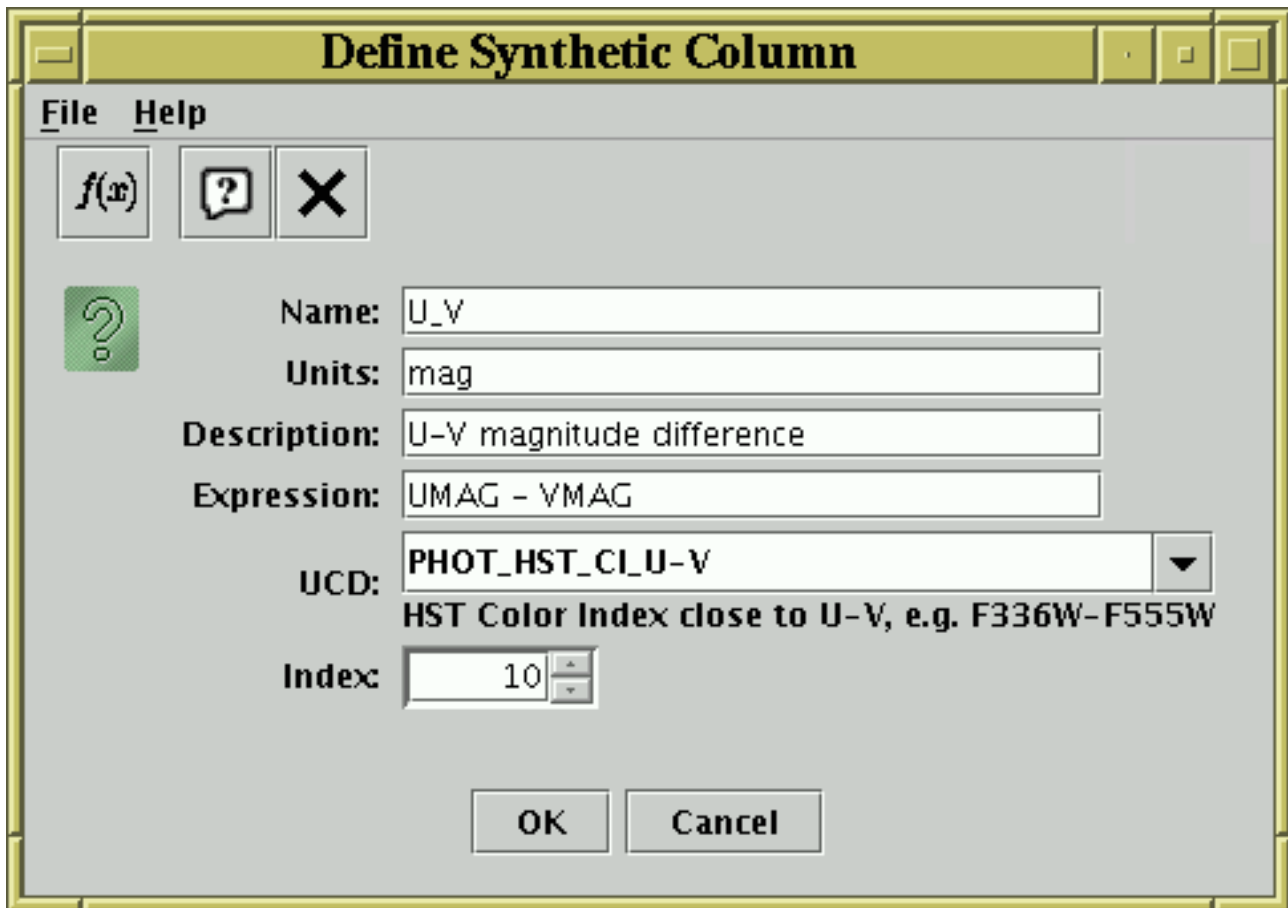 Define Synthetic Column
File Help
f(x) ?
?
Name: U_V
Units: mag
Description: U-V magnitude difference
Expression: UMAG - VMAG
UCD: PHOT_HST_CI_U-V
HST Color Index close to U-V, e.g. F336W-F555W
Index: 10
OK Cancel